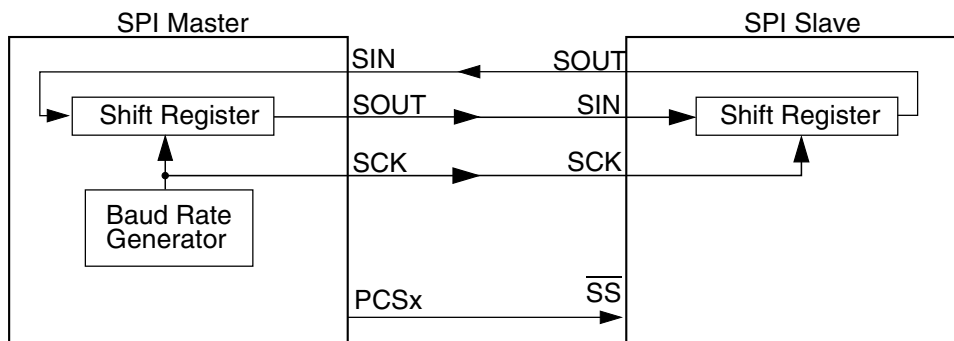 SPI Master
SPI Slave
SIN
SOUT
Shift Register
SOUT
SIN
Shift Register
SCK
SCK
Baud Rate
Generator
PCSx
SS